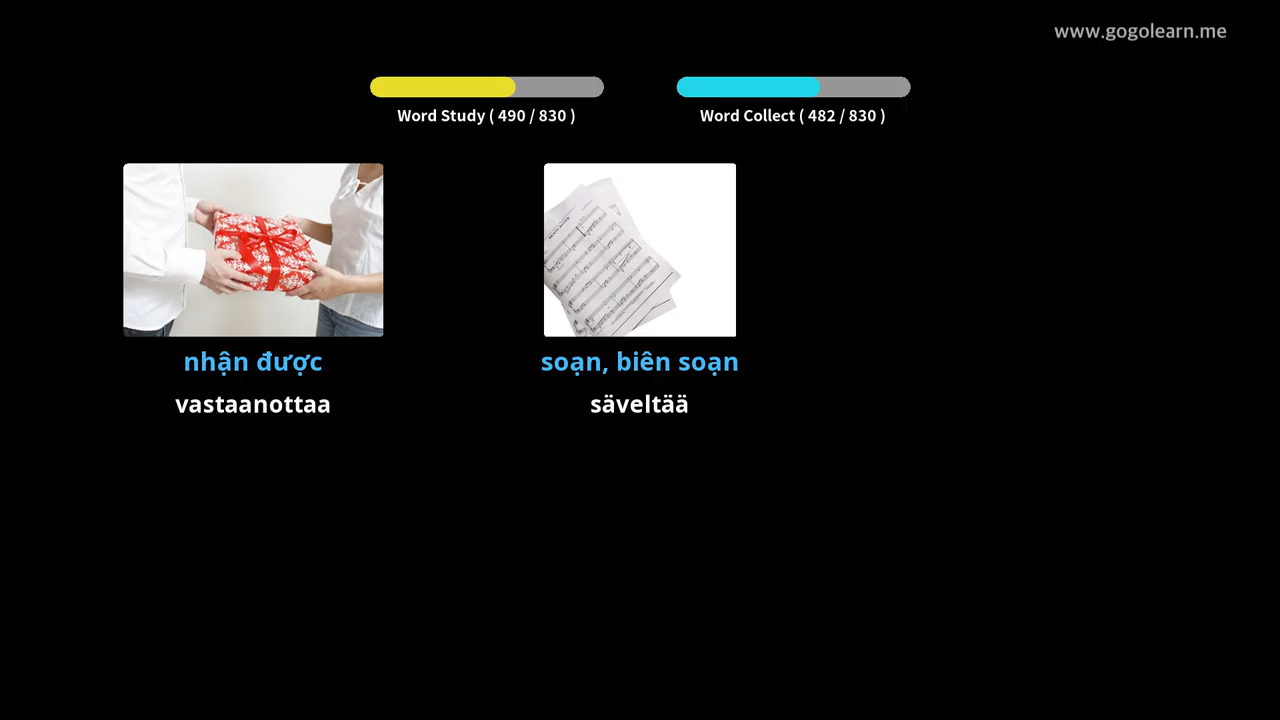 www.gogolearn.me
Word Study ( 490 / 830 )
Word Collect ( 482 / 830 )
nhận được
soạn, biên soạn
vastaanottaa
säveltää